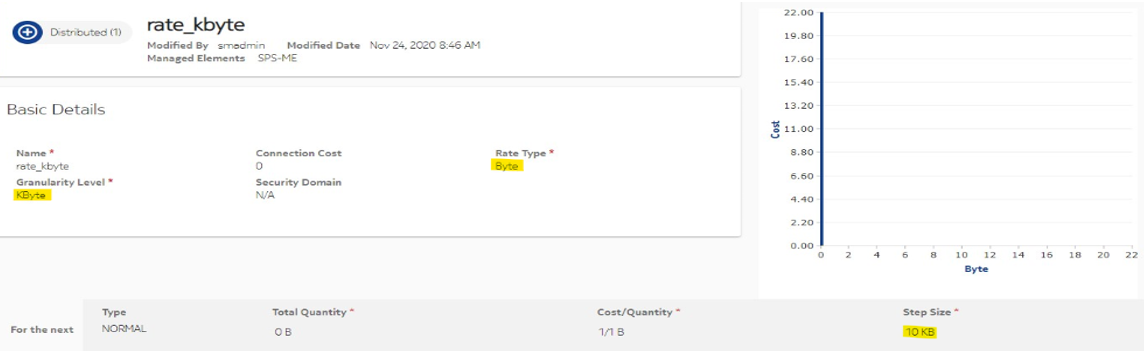 Distributed (1)
rate_kbyte
Modified By smadmin Modified Date Nov 24, 2020 8:46 AM
Managed Elements SPS-ME
Basic Details
Name * Connection Cost Rate Type *
rate_kbyte 0 Byte
Granularity Level * Security Domain
KByte N/A
22.00
19.80
17.60
15.40
13.20
11.00
8.80
6.60
4.40
2.20
0.00
Cost
0 2 4 6 8 10 12 14 16 18 20 22
Byte
Type Total Quantity * Cost/Quantity * Step Size *
For the next NORMAL 0 B 1/1 B 10 KB